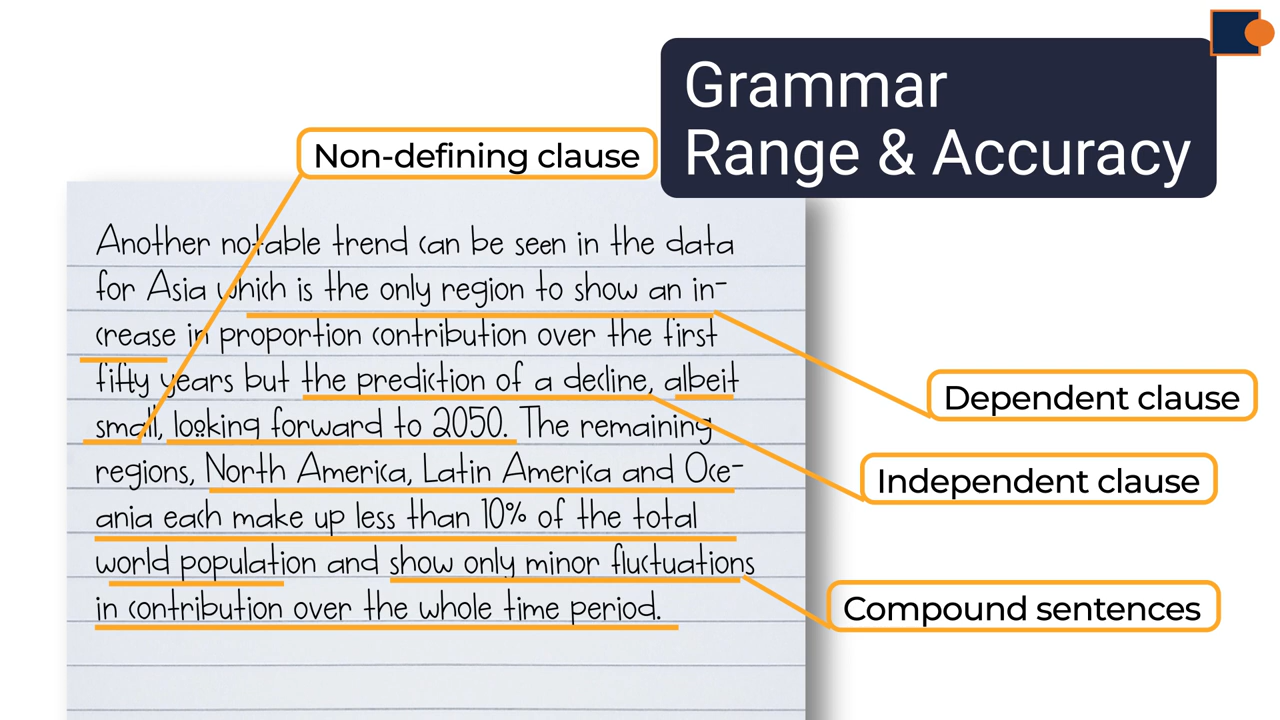 Grammar
Range & Accuracy
Non-defining clause
Another notable trend can be seen in the data
for Asia which is the only region to show an in-
crease in proportion contribution over the first
fifty years but the prediction of a decline, albeit
small, looking forward to 2050. The remaining
regions, North America, Latin America and Oce-
ania each make up less than 10% of the total
world population and show only minor fluctuations
in contribution over the whole time period.
Dependent clause
Independent clause
Compound sentences